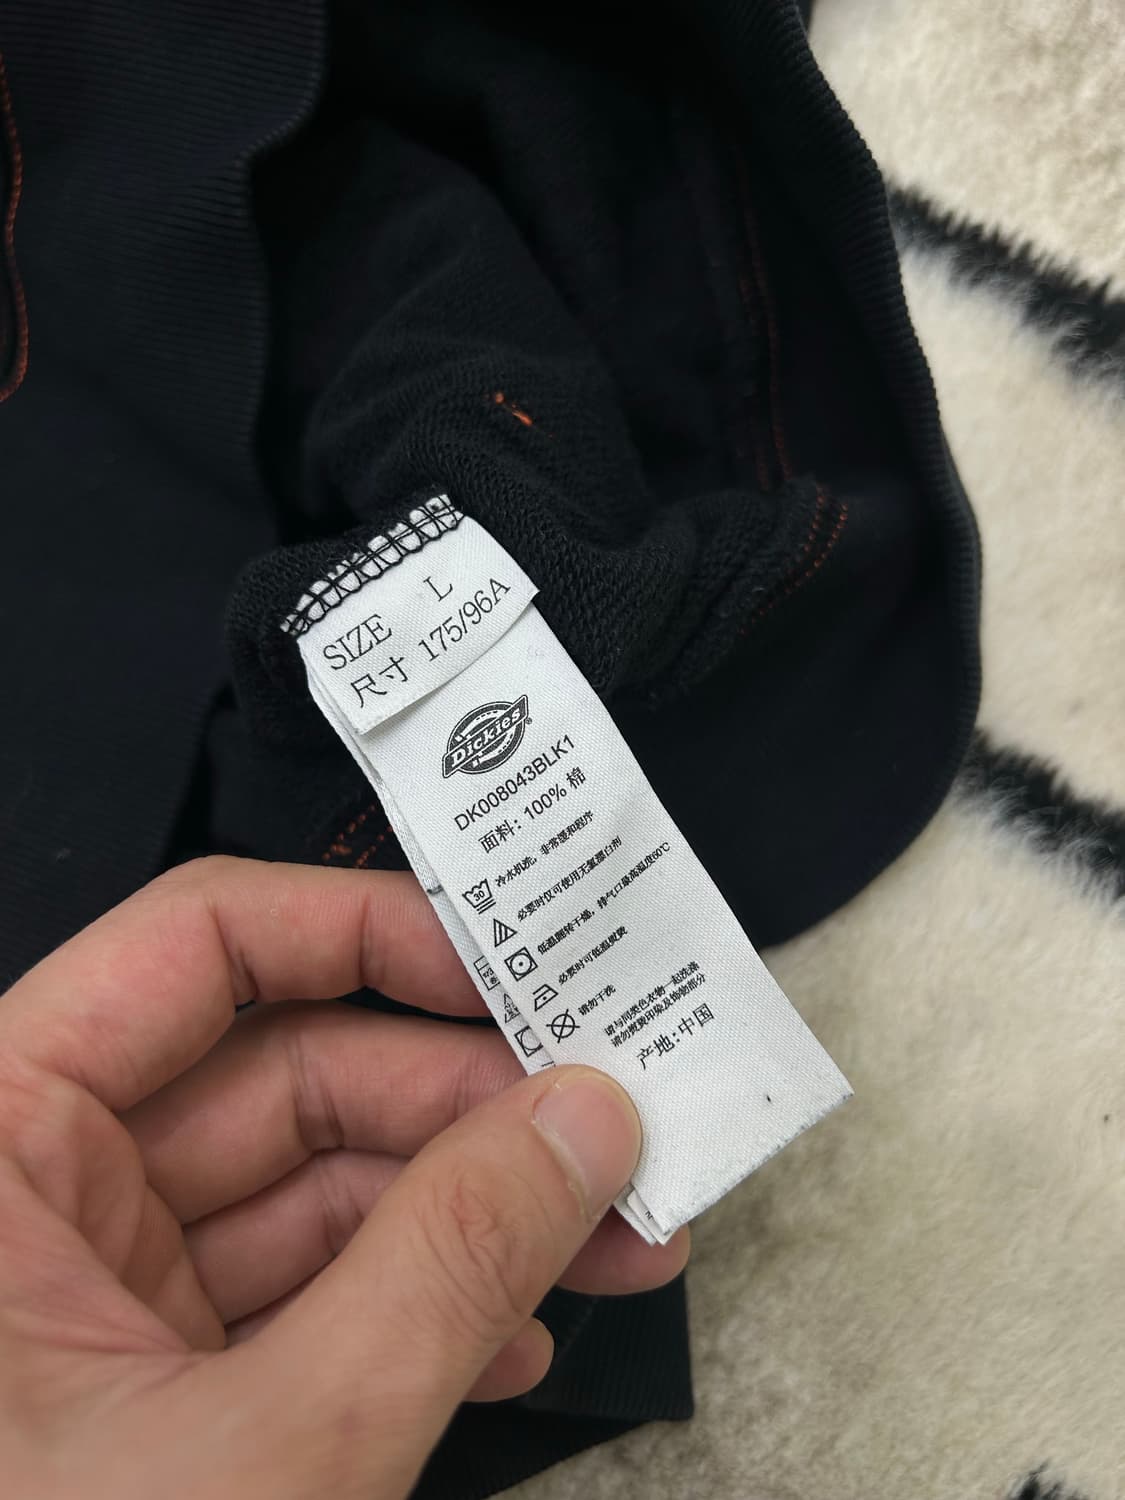 SIZE L
尺寸 175/96A
Dickies®
DK008043BLK1
面料: 100% 棉
30 冷水机洗，非常缓和程序
必要时仅可使用无氯漂白剂
低温翻转干燥，排气口最高温度60℃
必要时可低温熨烫
请勿干洗
请与同类色衣物一起洗涤
请勿熨烫印染及饰物部分
产地: 中国